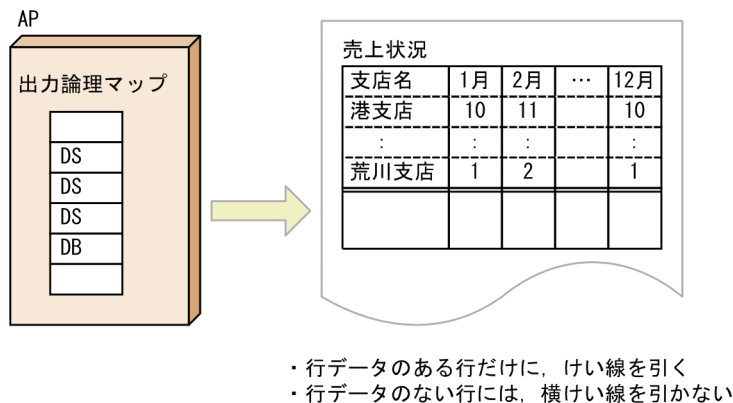 AP
出力論理マップ
DS
DS
DS
DB
売上状況
支店名 1月 2月 … 12月
港支店 10 11 10
： ： ： ：
荒川支店 1 2 1
・行データのある行だけに，けい線を引く
・行データのない行には，横けい線を引かない